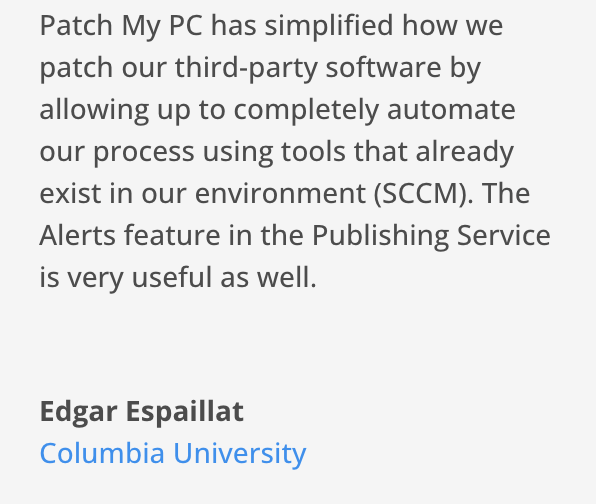 Patch My PC has simplified how we
patch our third-party software by
allowing up to completely automate
our process using tools that already
exist in our environment (SCCM). The
Alerts feature in the Publishing Service
is very useful as well.
Edgar Espaillat
Columbia University